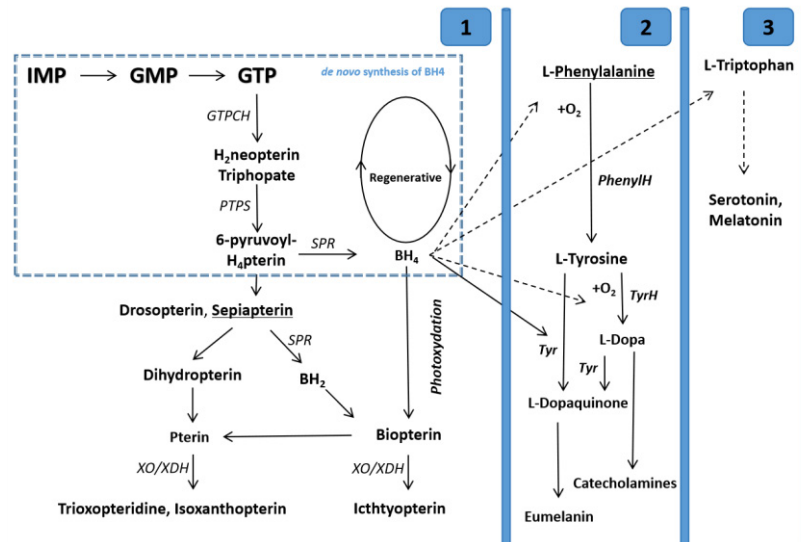 1
2
3
IMP GMP GTP
de novo synthesis of BH4
L-Phenylalanine
L-Triptophan
GTPCH
+O₂
H₂neopterin
Triphopate
Regenerative
PhenylH
PTPS
Serotonin,
Melatonin
6-pyruvoyl-
H₄pterin
SPR
BH₄
L-Tyrosine
+O₂
TyrH
Drosopterin, Sepiapterin
Photoxydation
SPR
L-Dopa
Tyr
Tyr
Dihydropterin
BH₂
L-Dopaquinone
Pterin
Biopterin
XO/XDH
XO/XDH
Catecholamines
Trioxopteridine, Isoxanthopterin
Icthtyopterin
Eumelanin